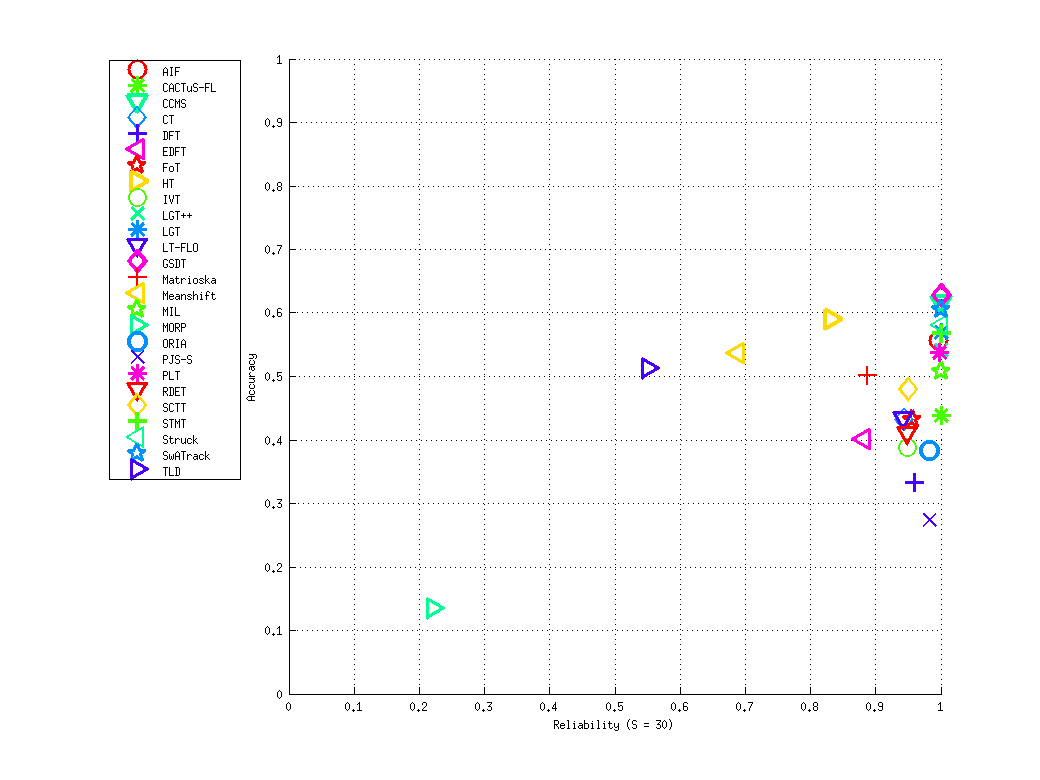 AIF
CACTuS-FL
CCMS
CT
DFT
EDFT
FoT
HT
IVT
LGT++
LGT
LT-FLO
GSDT
Matrioska
Meanshift
MIL
MORP
ORIA
PJS-S
PLT
RDET
SCTT
STMT
Struck
SwATrack
TLD
Accuracy
1
0.9
0.8
0.7
0.6
0.5
0.4
0.3
0.2
0.1
0
0 0.1 0.2 0.3 0.4 0.5 0.6 0.7 0.8 0.9 1
Reliability (S = 30)